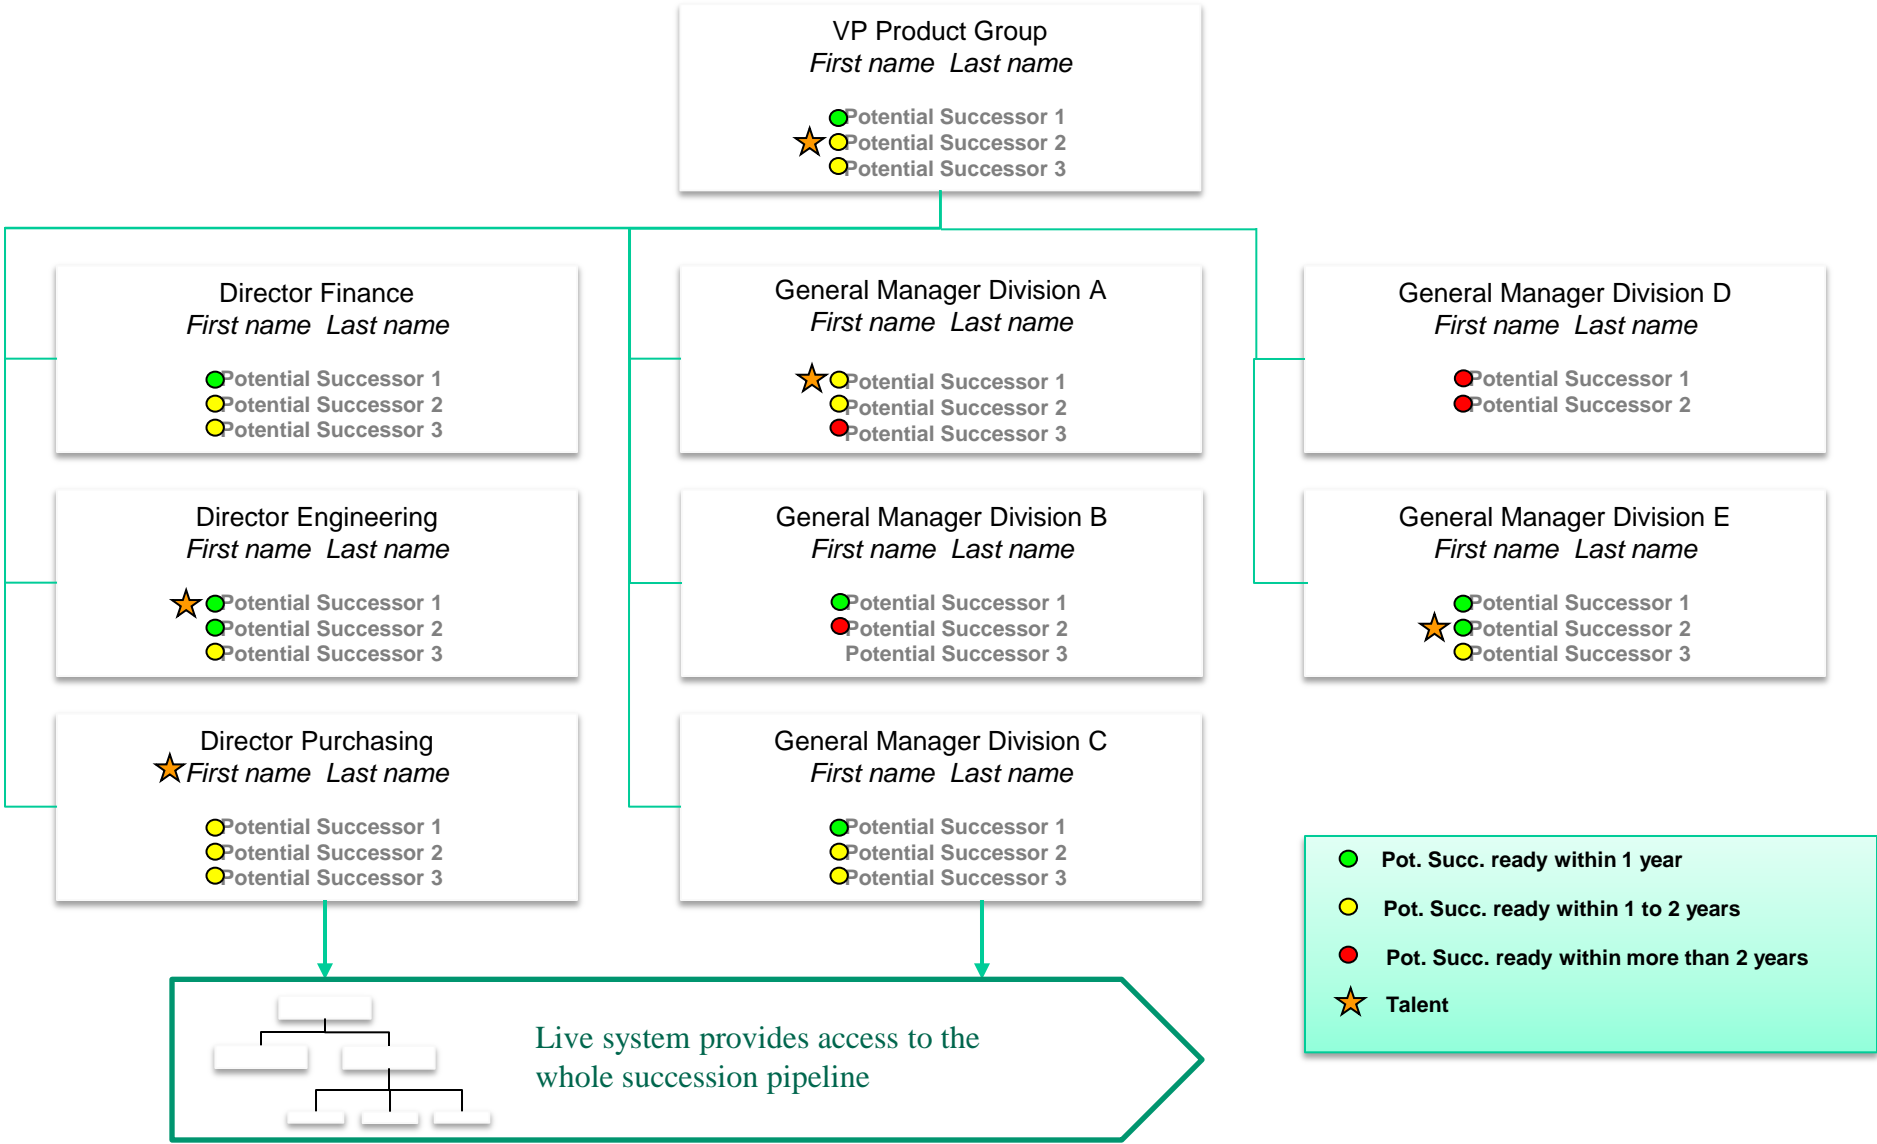 VP Product Group
First name Last name
Potential Successor 1
Potential Successor 2
Potential Successor 3
Director Finance
First name Last name
Potential Successor 1
Potential Successor 2
Potential Successor 3
General Manager Division A
First name Last name
Potential Successor 1
Potential Successor 2
Potential Successor 3
General Manager Division D
First name Last name
Potential Successor 1
Potential Successor 2
Director Engineering
First name Last name
Potential Successor 1
Potential Successor 2
Potential Successor 3
General Manager Division B
First name Last name
Potential Successor 1
Potential Successor 2
Potential Successor 3
General Manager Division E
First name Last name
Potential Successor 1
Potential Successor 2
Potential Successor 3
Director Purchasing
First name Last name
Potential Successor 1
Potential Successor 2
Potential Successor 3
General Manager Division C
First name Last name
Potential Successor 1
Potential Successor 2
Potential Successor 3
Pot. Succ. ready within 1 year
Pot. Succ. ready within 1 to 2 years
Pot. Succ. ready within more than 2 years
Talent
Live system provides access to the
whole succession pipeline